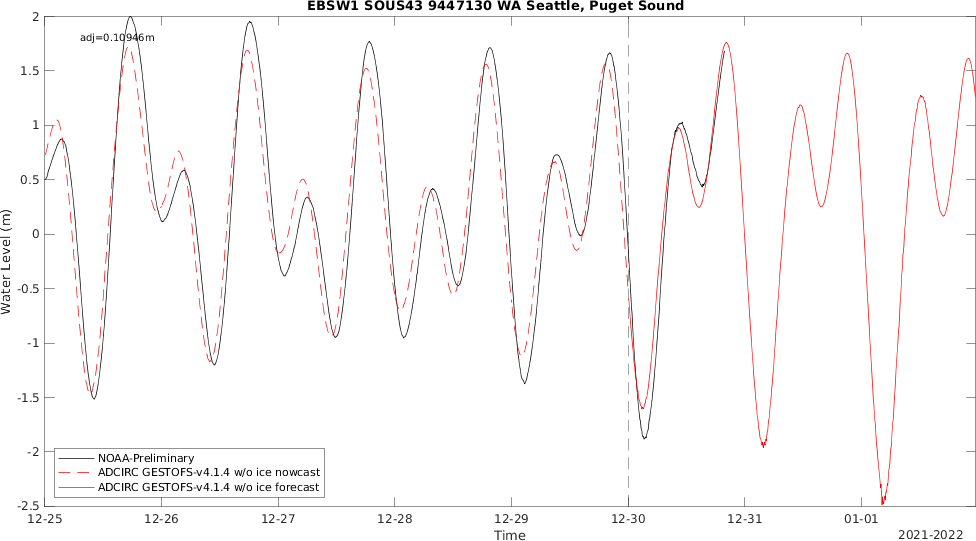 EBSW1 SOUS43 9447130 WA Seattle, Puget Sound
adj=0.10946m
2
1.5
1
0.5
0
-0.5
-1
-1.5
-2
-2.5
Water Level (m)
NOAA-Preliminary
ADCIRC GESTOFS-v4.1.4 w/o ice nowcast
ADCIRC GESTOFS-v4.1.4 w/o ice forecast
12-25 12-26 12-27 12-28 12-29 12-30 12-31 01-01
Time
2021-2022